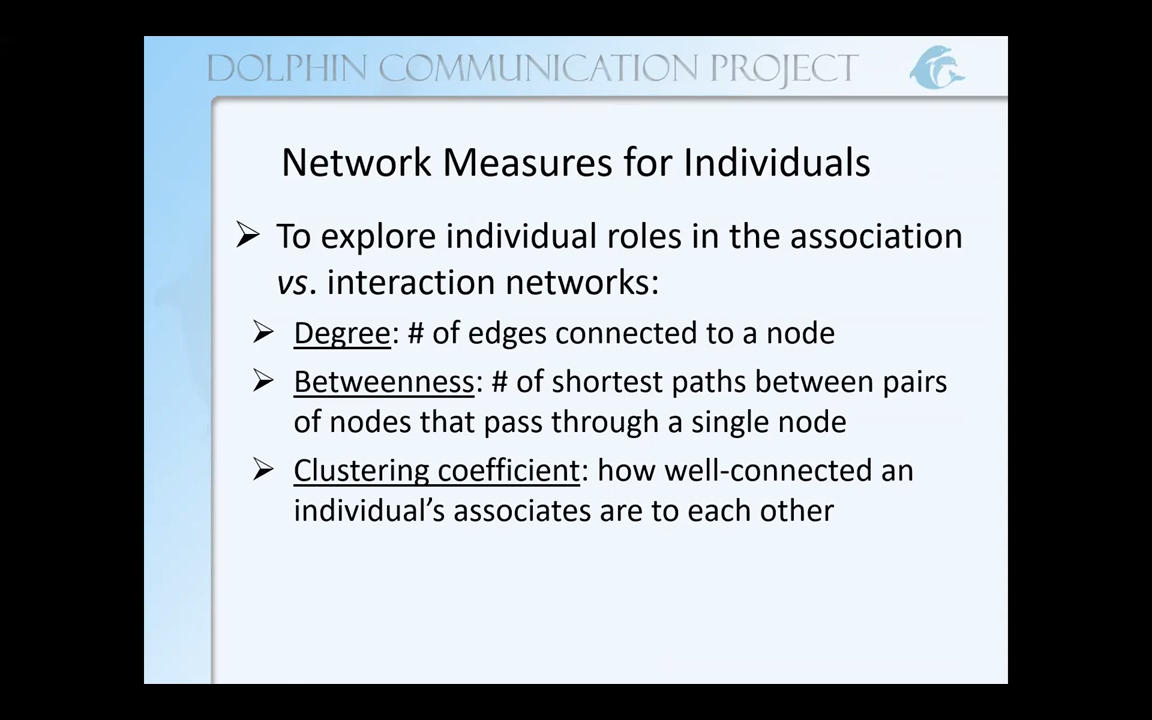 DOLPHIN COMMUNICATION PROJECT
Network Measures for Individuals
➢ To explore individual roles in the association
vs. interaction networks:
➢ Degree: # of edges connected to a node
➢ Betweenness: # of shortest paths between pairs
of nodes that pass through a single node
➢ Clustering coefficient: how well-connected an
individual’s associates are to each other